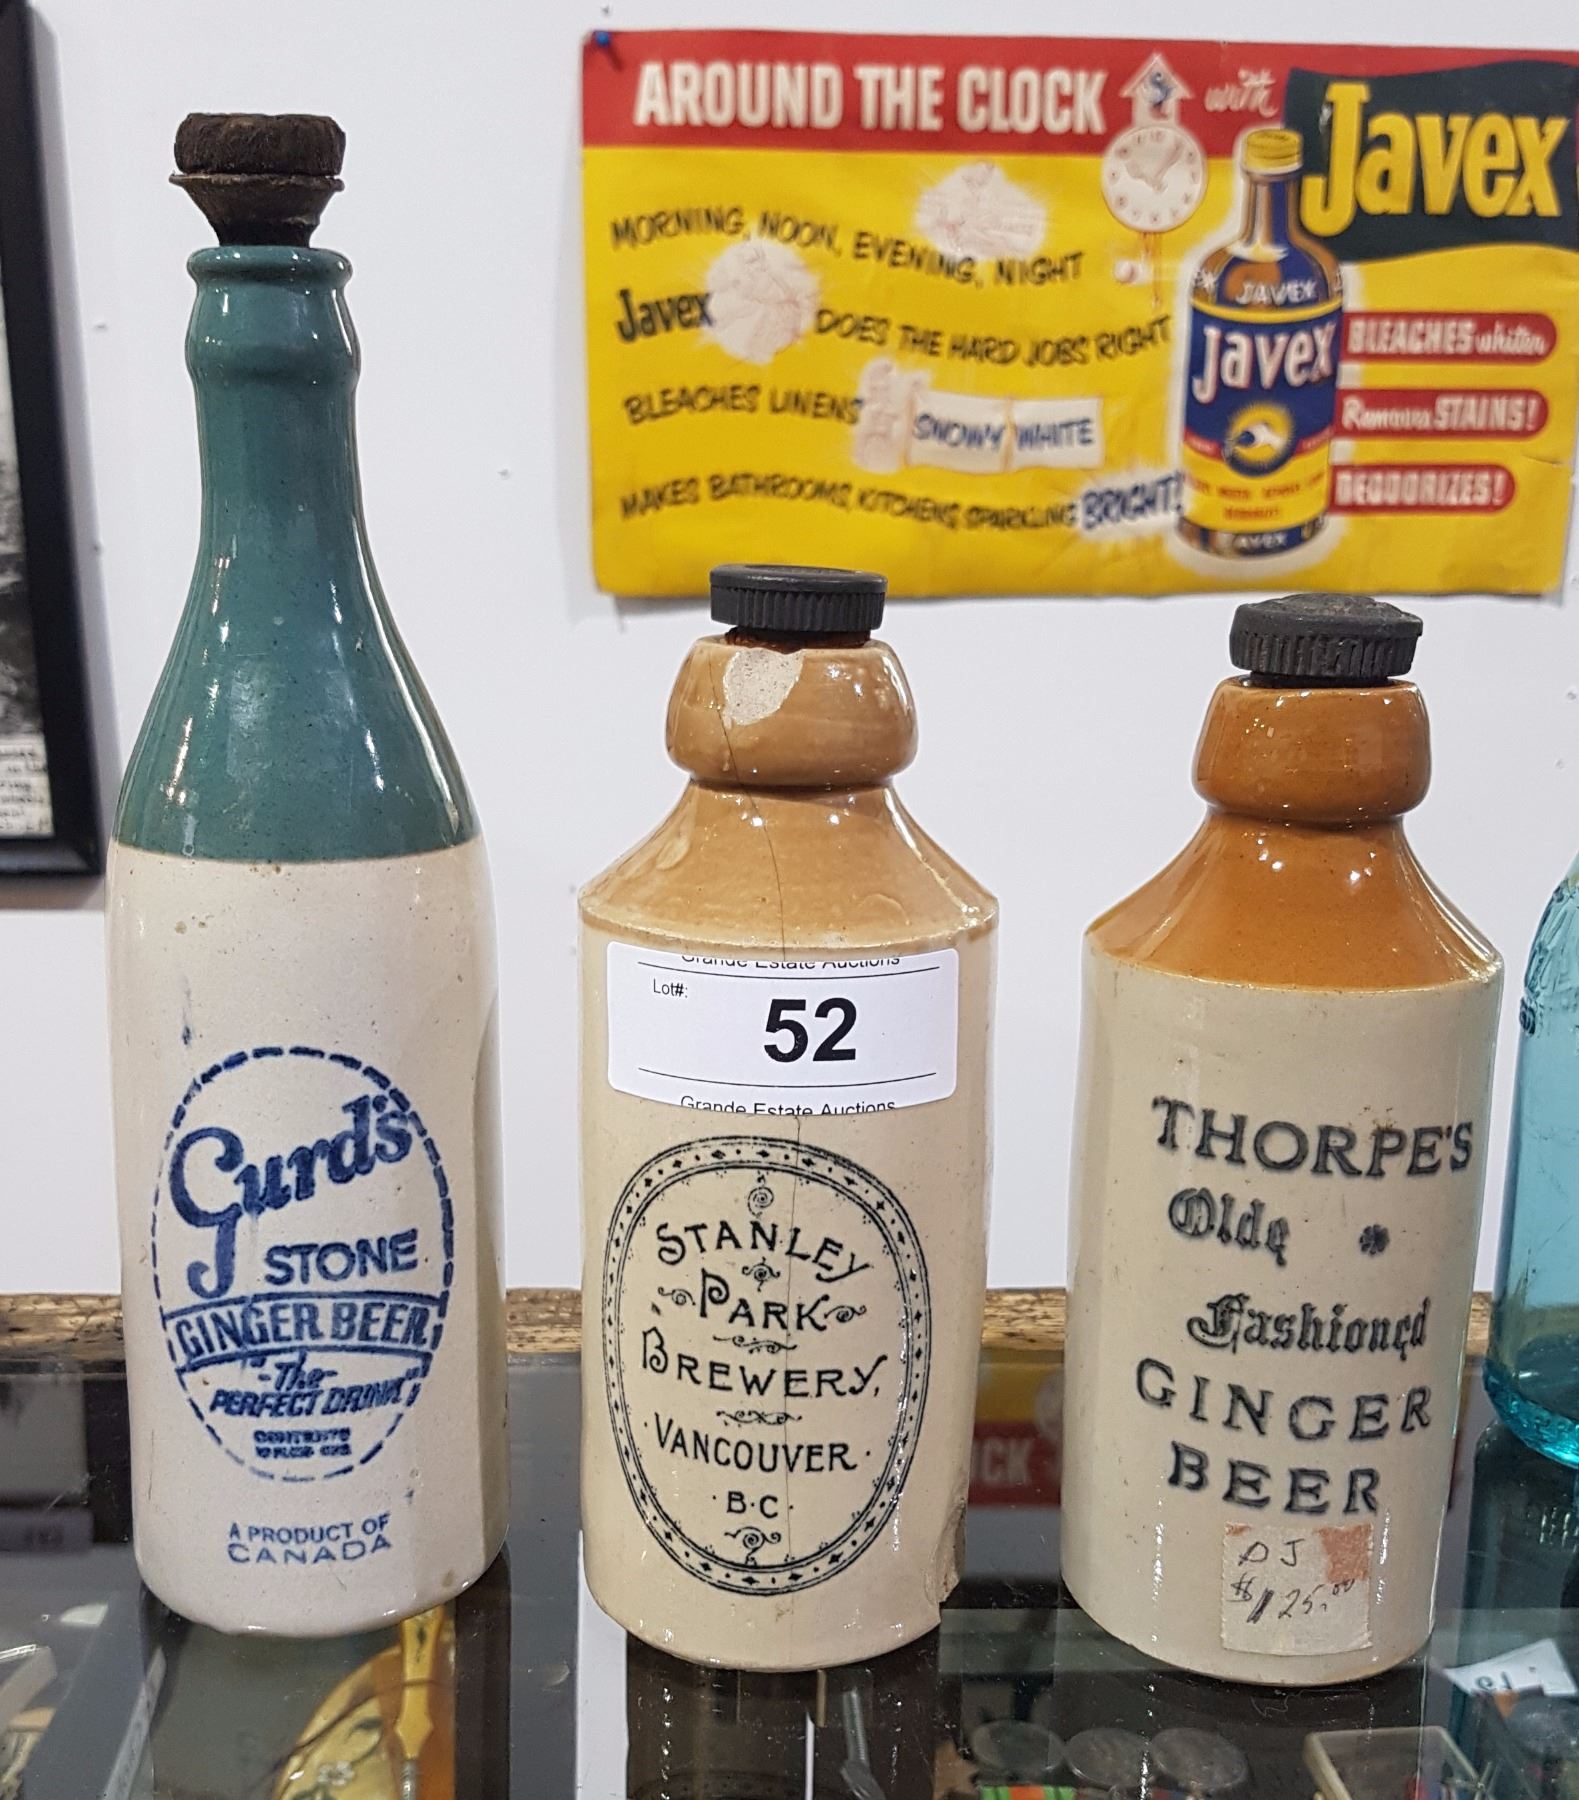 AROUND THE CLOCK with Javex
MORNING, NOON, EVENING, NIGHT
Javex DOES THE HARD JOBS RIGHT
BLEACHES LINENS SNOWY WHITE
MAKES BATHROOMS, KITCHENS SPARKLING BRIGHT!
JAVEX
Javex
JAVEX
BLEACHES whiter
Removes STAINS!
DEODORIZES!
Gurd's
STONE
GINGER BEER
"The
PERFECT DRINK"
CONTENTS
A PRODUCT OF
CANADA
Grande Estate Auctions
Lot#:
52
Grande Estate Auctions
STANLEY
PARK
BREWERY,
VANCOUVER
B.C.
THORPE'S
Olde
Fashioned
GINGER
BEER
DJ
$125.00